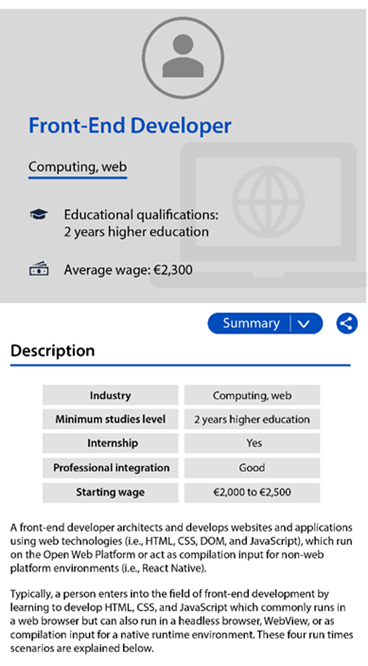 Front-End Developer
Computing, web
Educational qualifications:
2 years higher education
Average wage: €2,300
Summary
Description
Industry Computing, web
Minimum studies level 2 years higher education
Internship Yes
Professional integration Good
Starting wage €2,000 to €2,500
A front-end developer architects and develops websites and applications
using web technologies (i.e., HTML, CSS, DOM, and JavaScript), which run
on the Open Web Platform or act as compilation input for non-web
platform environments (i.e., React Native).
Typically, a person enters into the field of front-end development by
learning to develop HTML, CSS, and JavaScript which commonly runs in
a web browser but can also run in a headless browser, WebView, or as
compilation input for a native runtime environment. These four run times
scenarios are explained below.